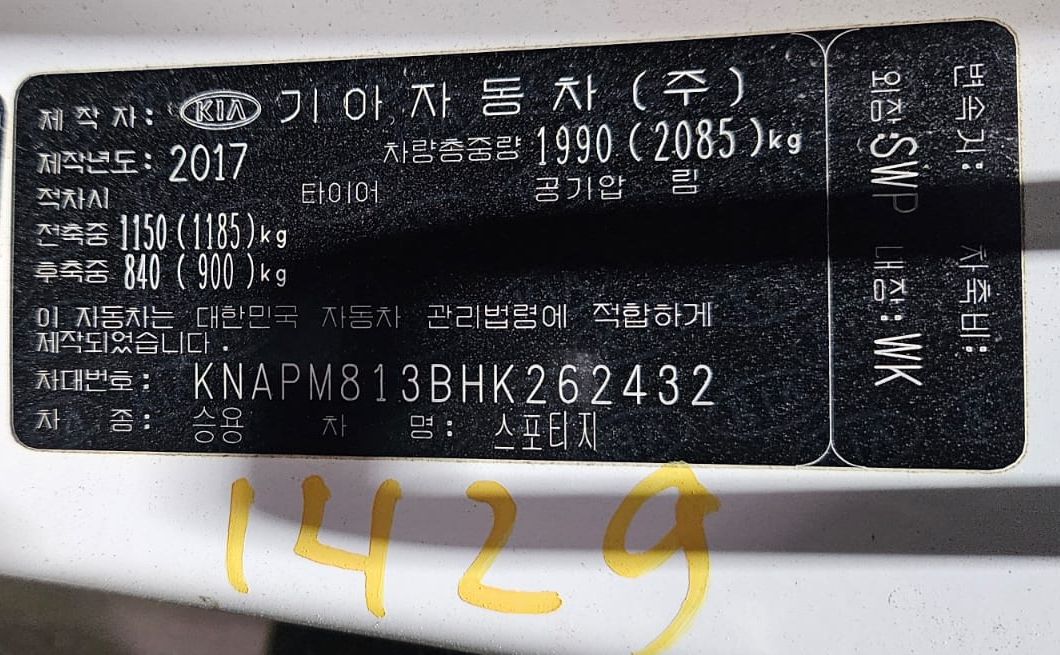 제 작 자: KIA 기 아 자 동 차 (주)
제작년도: 2017 차량총중량 1990 (2085)kg
적차시 타이어 공기압 림
전축중 1150 (1185)kg
후축중 840 ( 900 )kg
이 자동차는 대한민국 자동차 관리법령에 적합하게
제작되었습니다.
차대번호: KNAPM813BHK262432
차 종: 승용 차 명: 스포티지
변속기: 차축비:
외장:SWP 내장:WK
1429